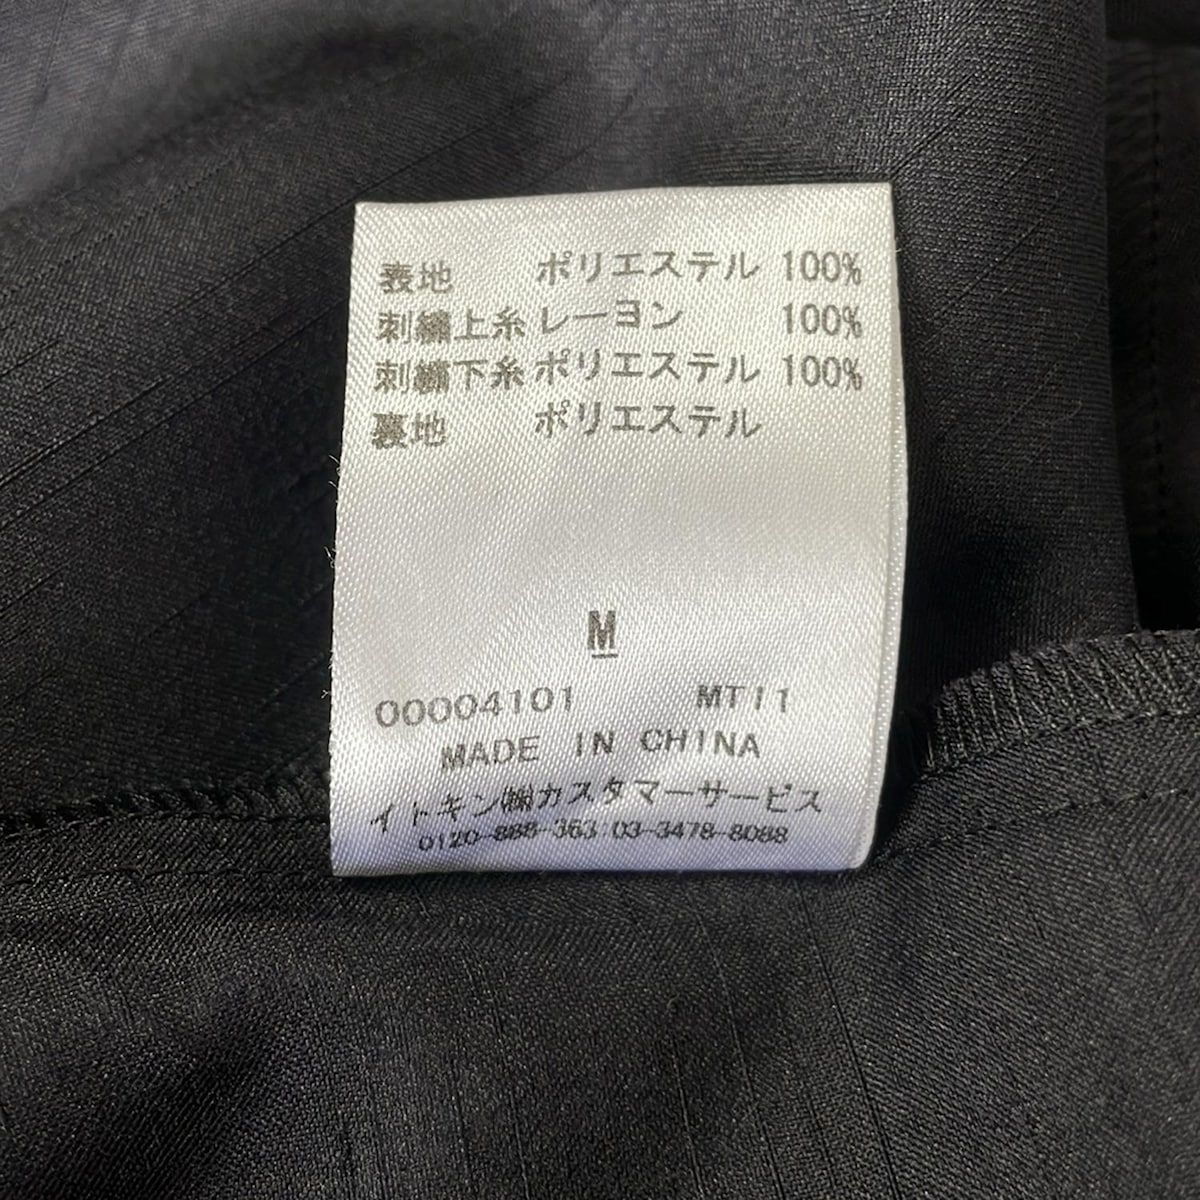 表地 ポリエステル 100%
刺繍上糸 レーヨン 100%
刺繍下糸 ポリエステル 100%
裏地 ポリエステル
M
00004101 MT11
MADE IN CHINA
イトキン㈱カスタマーサービス
0120-888-363:03-3478-8088